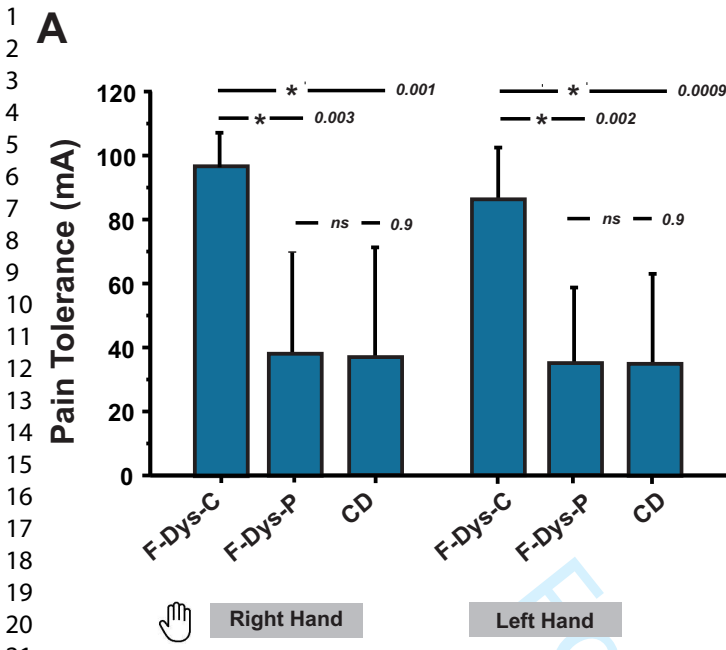 1
2
3
4
5
6
7
8
9
10
11
12
13
14
15
16
17
18
19
20
A
Pain Tolerance (mA)
120
100
80
60
40
20
0
* 0.001
* 0.003
ns 0.9
* 0.0009
* 0.002
ns 0.9
F-Dys-C
F-Dys-P
CD
F-Dys-C
F-Dys-P
CD
Right Hand
Left Hand